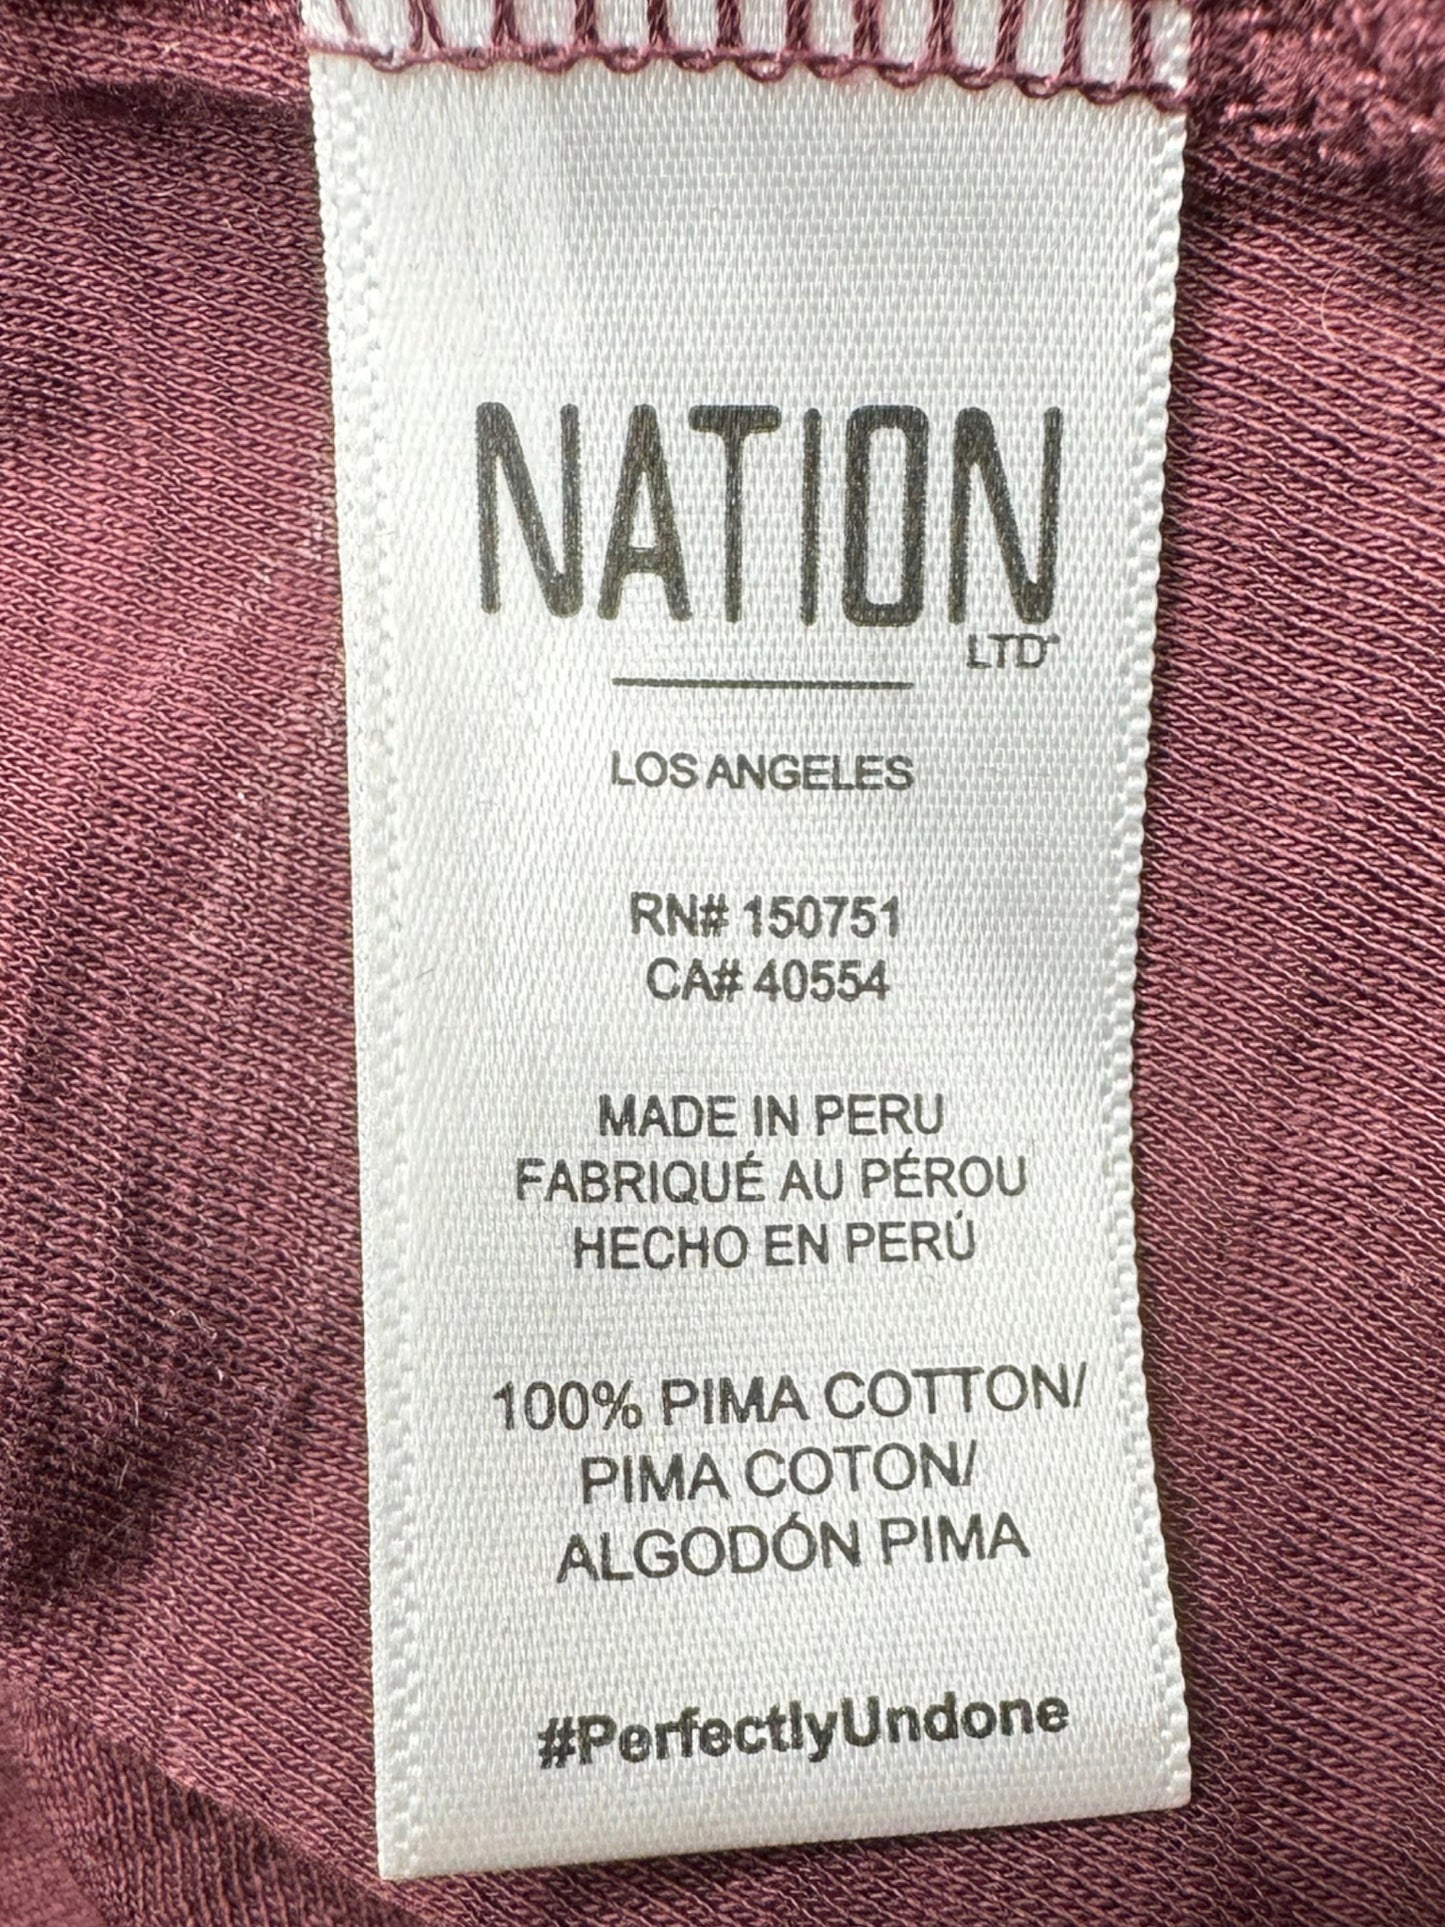 NATION
LTD
LOS ANGELES
RN# 150751
CA# 40554
MADE IN PERU
FABRIQUÉ AU PÉROU
HECHO EN PERÚ
100% PIMA COTTON/
PIMA COTON/
ALGODÓN PIMA
#PerfectlyUndone